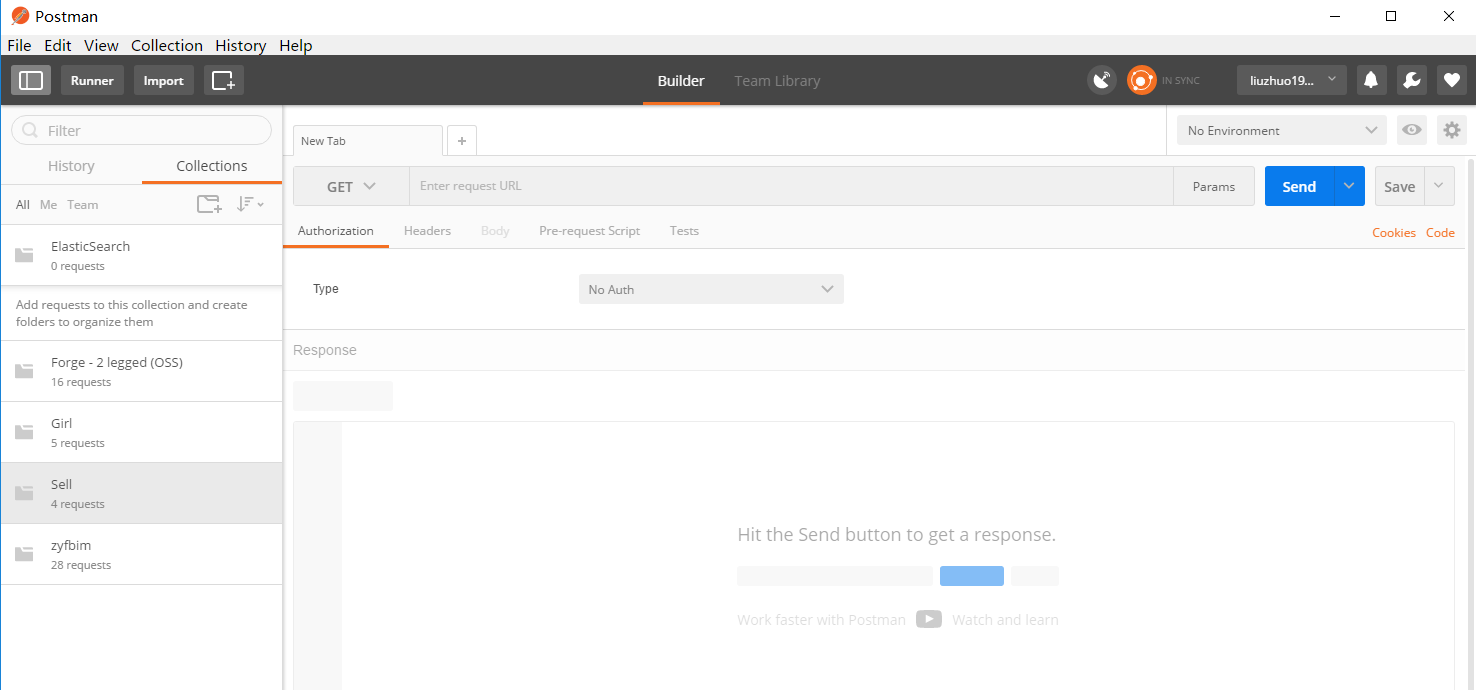 Postman
File Edit View Collection History Help
Runner Import Builder Team Library IN SYNC liuzhuo19...
Filter
History Collections
All Me Team
ElasticSearch
0 requests
Add requests to this collection and create
folders to organize them
Forge - 2 legged (OSS)
16 requests
Girl
5 requests
Sell
4 requests
zyfbim
28 requests
New Tab +
No Environment
GET Enter request URL Params Send Save
Authorization Headers Body Pre-request Script Tests Cookies Code
Type No Auth
Response
Hit the Send button to get a response.
Work faster with Postman Watch and learn